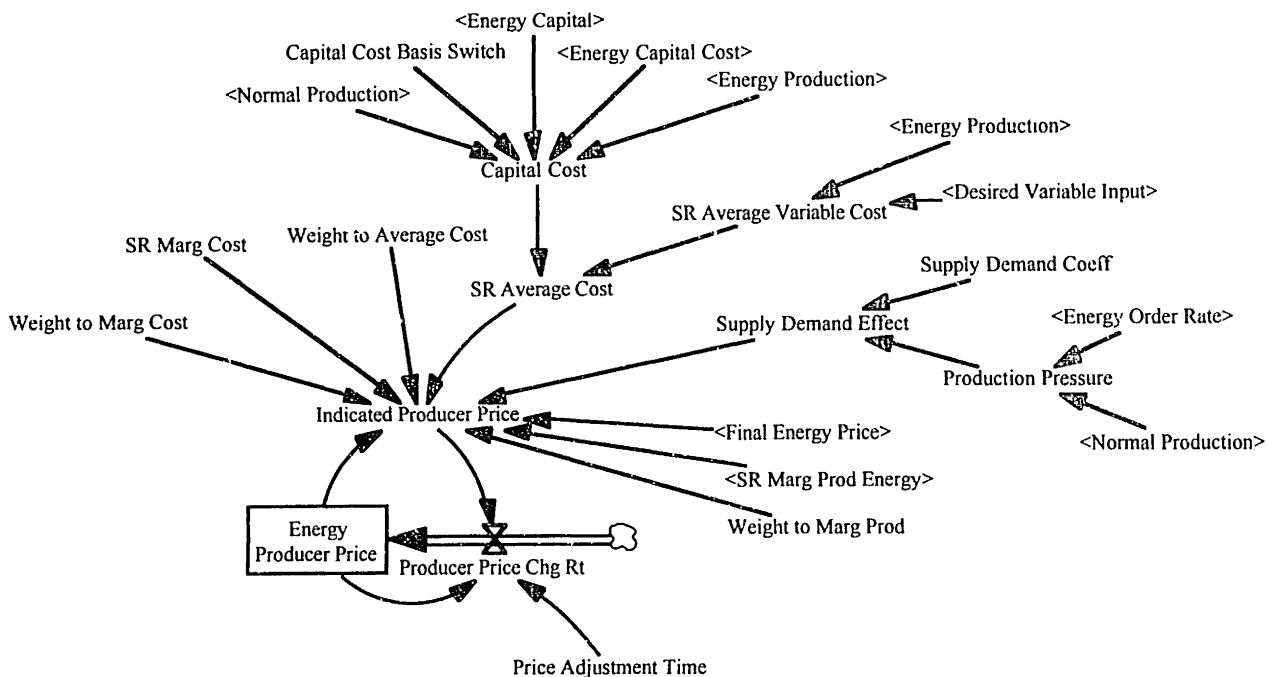 <Energy Capital>
Capital Cost Basis Switch
<Energy Capital Cost>
<Normal Production>
<Energy Production>
<Energy Production>
Capital Cost
<Desired Variable Input>
SR Average Variable Cost
Weight to Average Cost
SR Marg Cost
Supply Demand Coeff
SR Average Cost
Weight to Marg Cost
Supply Demand Effect
<Energy Order Rate>
Production Pressure
Indicated Producer Price
<Final Energy Price>
<Normal Production>
<SR Marg Prod Energy>
Weight to Marg Prod
Energy
Producer Price
Producer Price Chg Rt
Price Adjustment Time